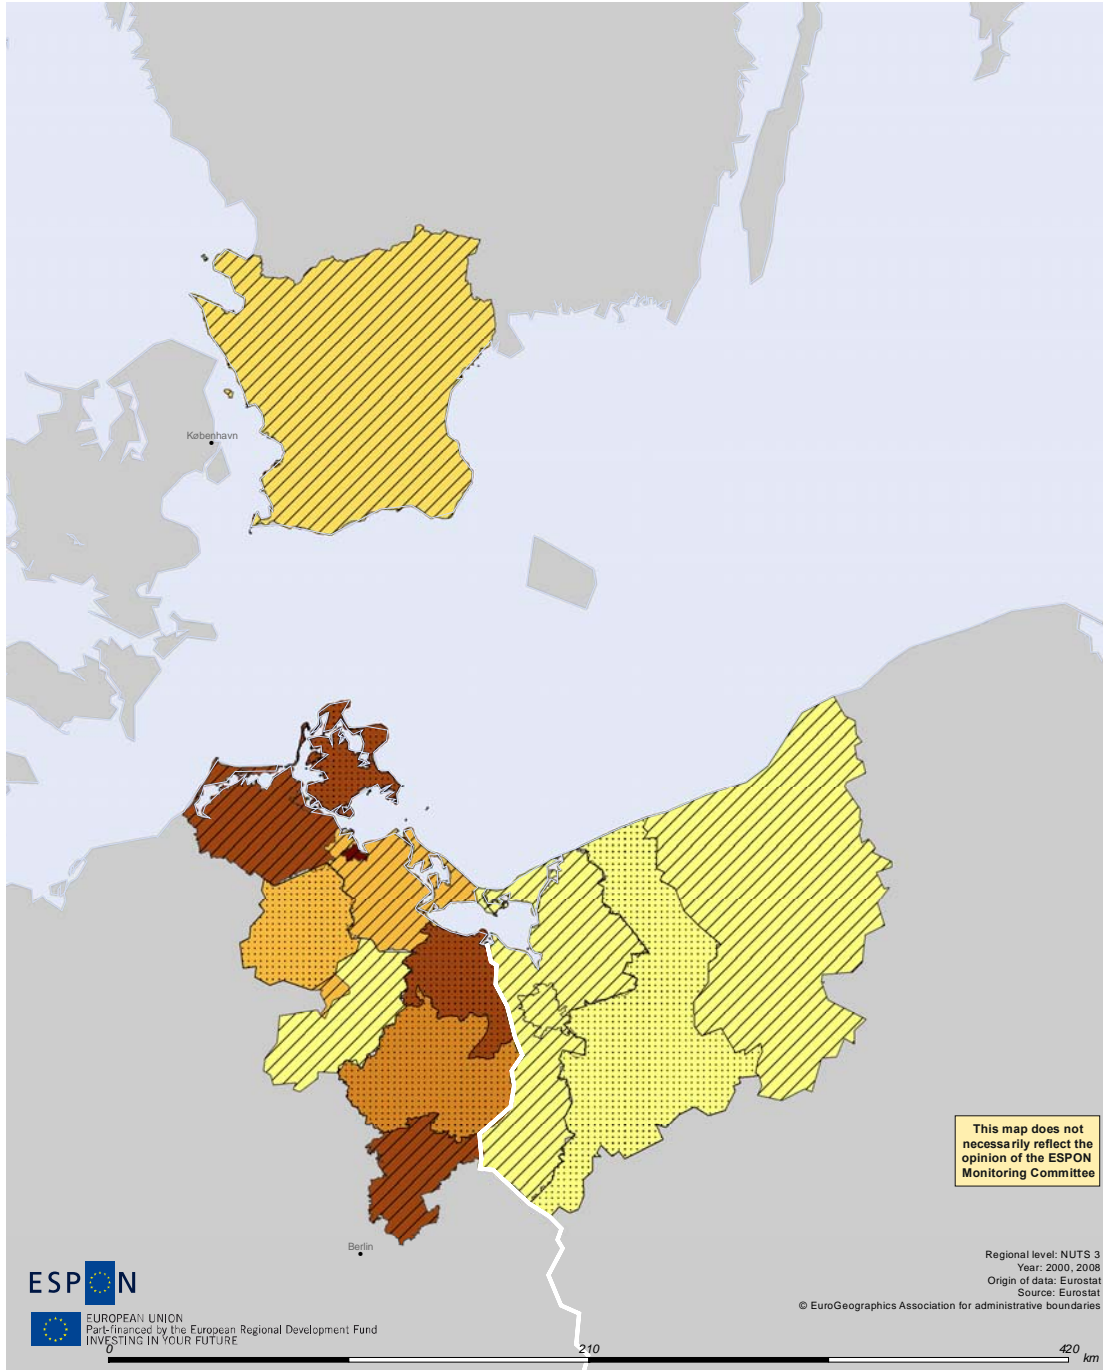 København
This map does not
necessarily reflect the
opinion of the ESPON
Monitoring Committee
Berlin
Regional level: NUTS 3
Year: 2000, 2008
Origin of data: Eurostat
Source: Eurostat
© EuroGeographics Association for administrative boundaries
ESPON
EUROPEAN UNION
Part-financed by the European Regional Development Fund
INVESTING IN YOUR FUTURE
0 210 420
km